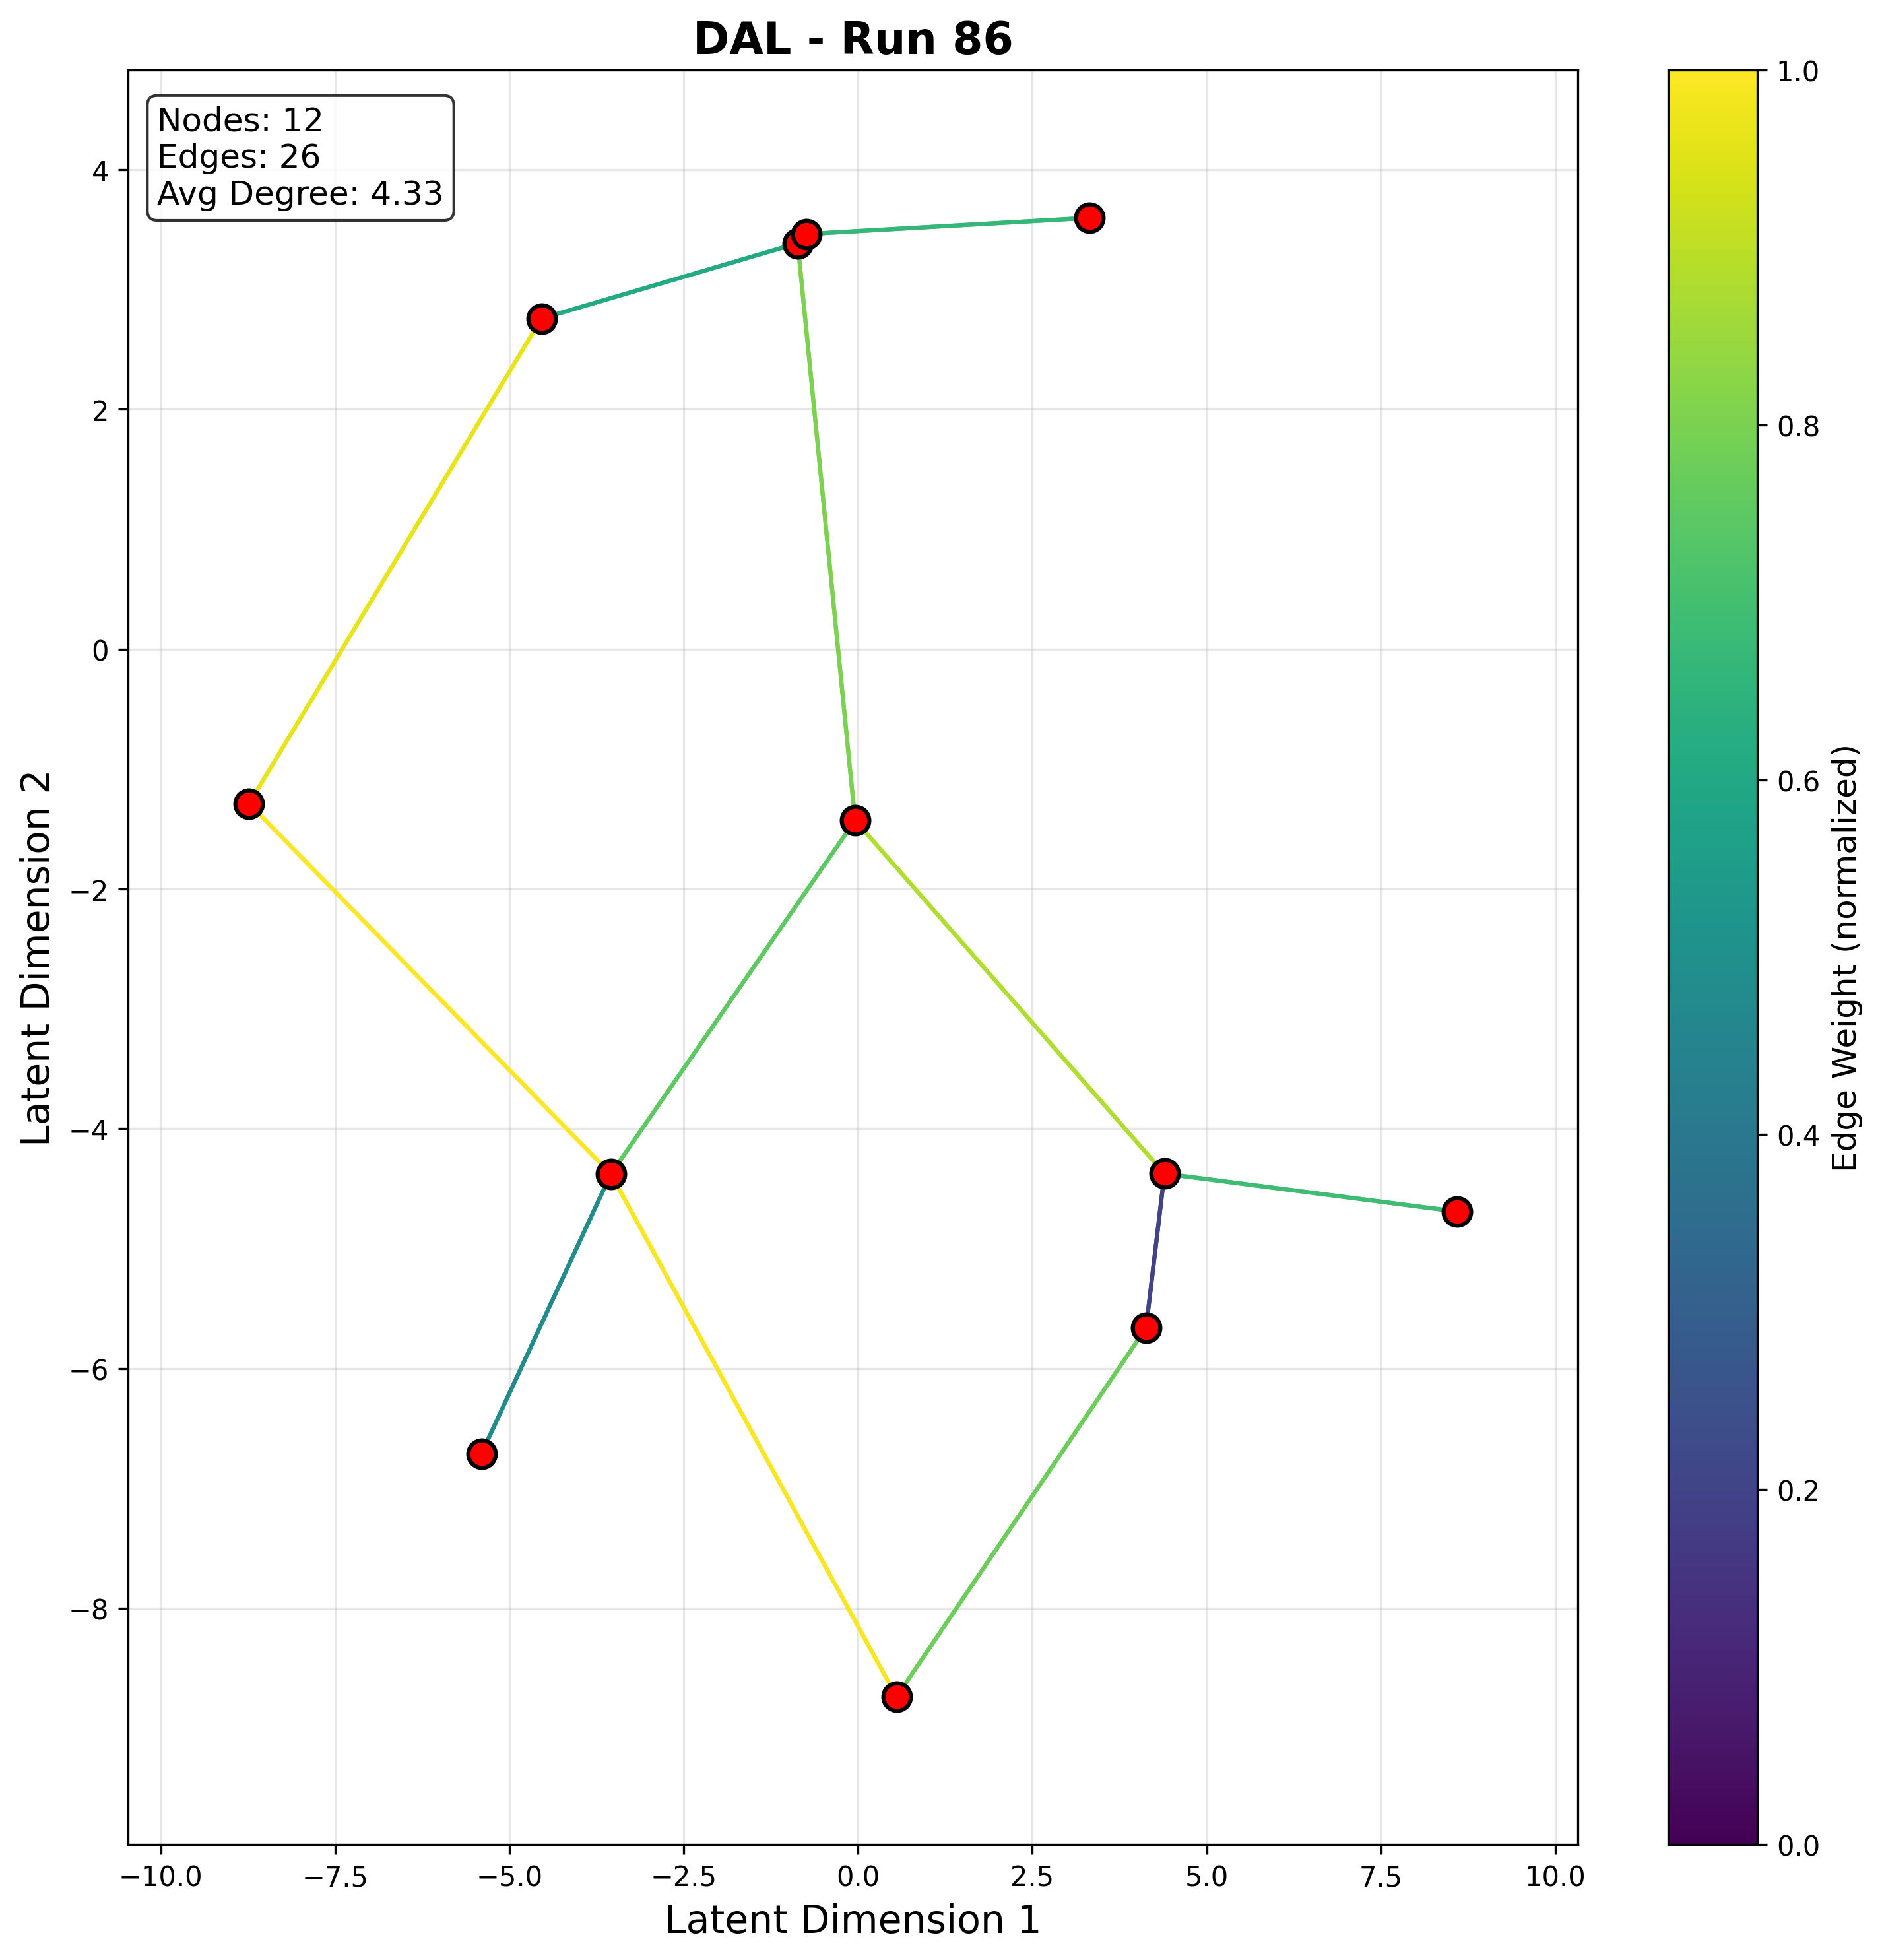 DAL - Run 86
Nodes: 12
Edges: 26
Avg Degree: 4.33
4
2
0
−2
−4
−6
−8
Latent Dimension 2
−10.0 −7.5 −5.0 −2.5 0.0 2.5 5.0 7.5 10.0
Latent Dimension 1
1.0
0.8
0.6
0.4
0.2
0.0
Edge Weight (normalized)